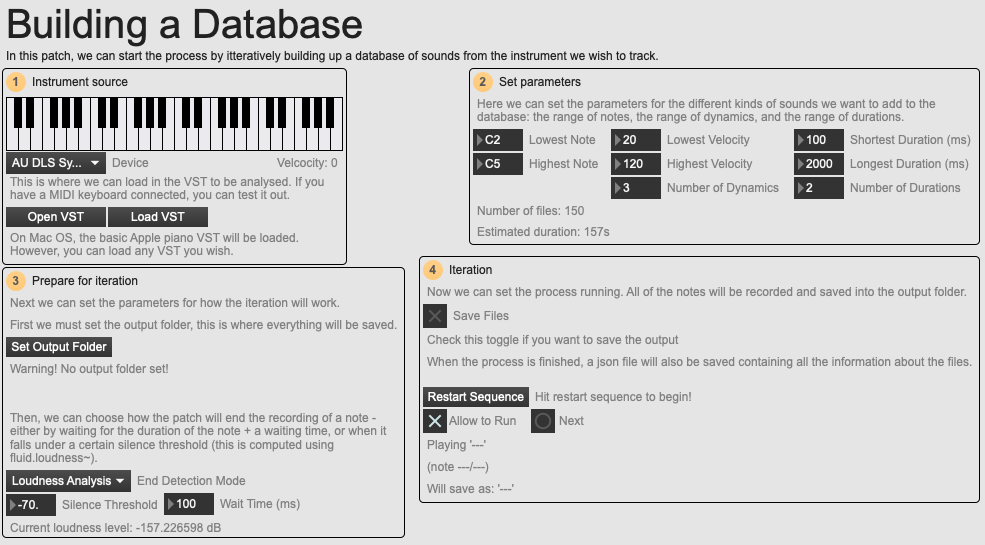 Building a Database
In this patch, we can start the process by itteratively building up a database of sounds from the instrument we wish to track.
1 Instrument source
AU DLS Sy... Device Velcocity: 0
This is where we can load in the VST to be analysed. If you
have a MIDI keyboard connected, you can test it out.
Open VST Load VST
On Mac OS, the basic Apple piano VST will be loaded.
However, you can load any VST you wish.
2 Set parameters
Here we can set the parameters for the different kinds of sounds we want to add to the
database: the range of notes, the range of dynamics, and the range of durations.
C2 Lowest Note 20 Lowest Velocity 100 Shortest Duration (ms)
C5 Highest Note 120 Highest Velocity 2000 Longest Duration (ms)
3 Number of Dynamics 2 Number of Durations
Number of files: 150
Estimated duration: 157s
3 Prepare for iteration
Next we can set the parameters for how the iteration will work.
First we must set the output folder, this is where everything will be saved.
Set Output Folder
Warning! No output folder set!
Then, we can choose how the patch will end the recording of a note -
either by waiting for the duration of the note + a waiting time, or when it
falls under a certain silence threshold (this is computed using
fluid.loudness~).
Loudness Analysis End Detection Mode
-70. Silence Threshold 100 Wait Time (ms)
Current loudness level: -157.226598 dB
4 Iteration
Now we can set the process running. All of the notes will be recorded and saved into the output folder.
Save Files
Check this toggle if you want to save the output
When the process is finished, a json file will also be saved containing all the information about the files.
Restart Sequence Hit restart sequence to begin!
Allow to Run Next
Playing '---'
(note ---/---)
Will save as: '---'